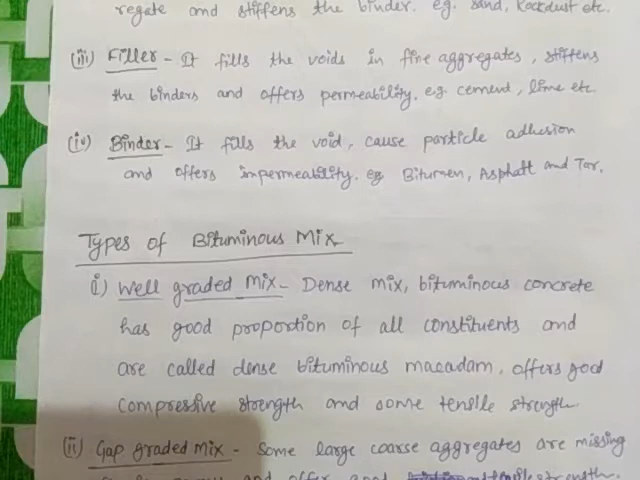 regate and stiffens the binder. eg. sand, Rockdust etc.
(iii) Filler - It fills the voids in fine aggregates, stiffens
the binders and offers permeability. eg. cement, lime etc.
(iv) Binder - It fills the void, cause particle adhesion
and offers impermeability. eg Bitumen, Asphalt and Tar.
Types of Bituminous Mix
(i) Well graded mix - Dense mix, bituminous concrete
has good proportion of all constituents and
are called dense bituminous macadam, offers good
compressive strength and some tensile strength.
(ii) Gap graded mix - Some large coarse aggregates are missing
and offer strength.